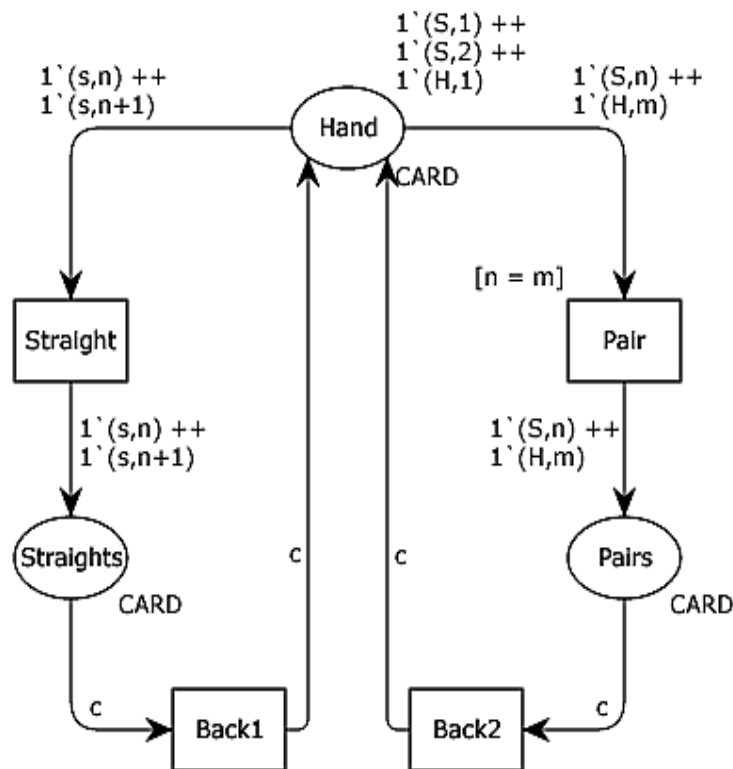 1`(S,1) ++
1`(S,2) ++
1`(H,1)
1`(s,n) ++
1`(s,n+1)
1`(S,n) ++
1`(H,m)
Hand
CARD
[n = m]
Straight
Pair
1`(s,n) ++
1`(s,n+1)
1`(S,n) ++
1`(H,m)
Straights
c
c
Pairs
CARD
CARD
c
c
Back1
Back2